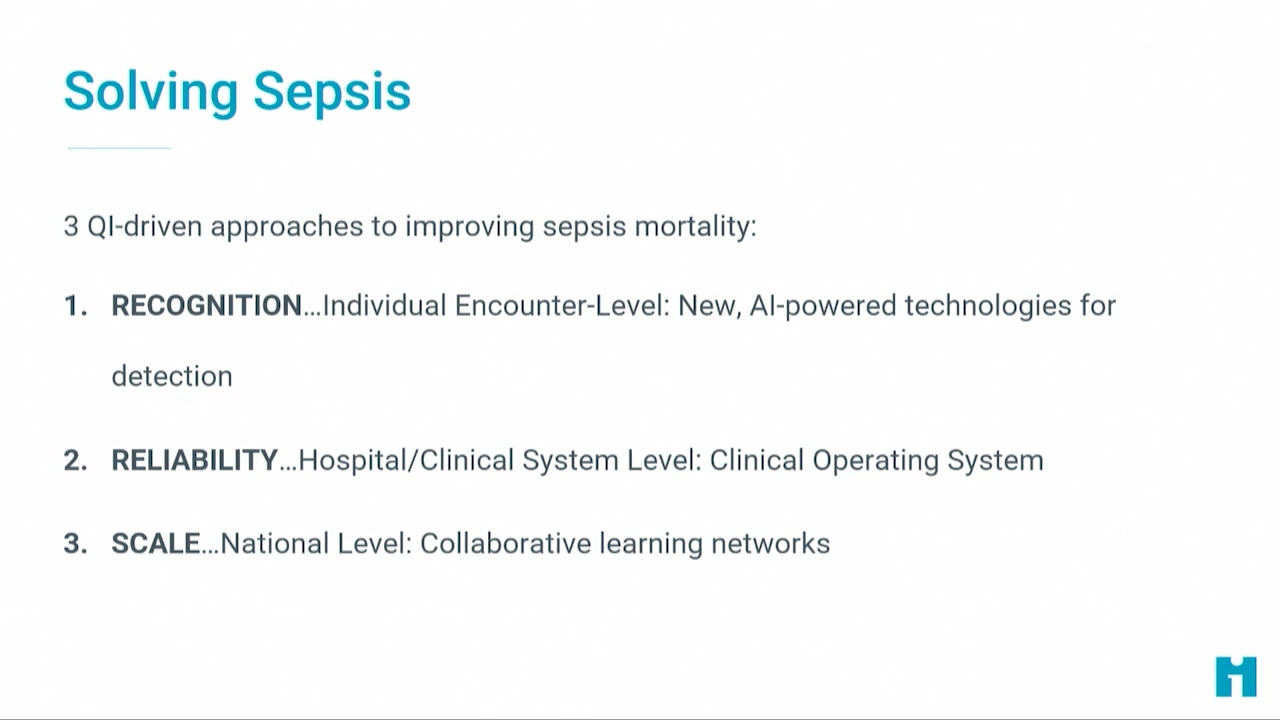 Solving Sepsis
3 QI-driven approaches to improving sepsis mortality:
1. RECOGNITION...Individual Encounter-Level: New, AI-powered technologies for
detection
2. RELIABILITY...Hospital/Clinical System Level: Clinical Operating System
3. SCALE...National Level: Collaborative learning networks